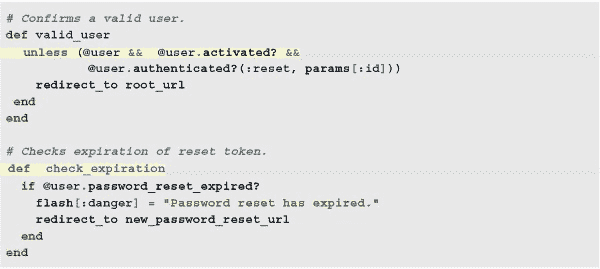 # Confirms a valid user.
def valid_user
  unless (@user &&  @user.activated? &&
          @user.authenticated?(:reset, params[:id]))
    redirect_to root_url
 end
end

# Checks expiration of reset token.
def  check_expiration
  if @user.password_reset_expired?
    flash[:danger] = "Password reset has expired."
    redirect_to new_password_reset_url
  end
end